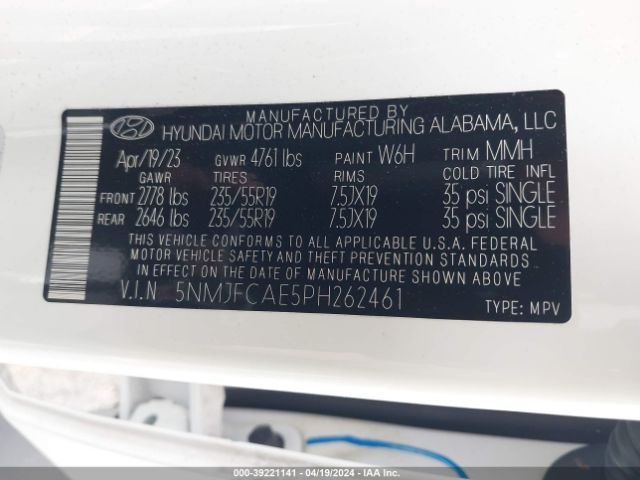 MANUFACTURED BY
HYUNDAI MOTOR MANUFACTURING ALABAMA, LLC
Apr/19/23 GVWR 4761 lbs PAINT W6H TRIM MMH
GAWR TIRES RIMS COLD TIRE INFL
FRONT 2778 lbs 235/55R19 7.5JX19 35 psi SINGLE
REAR 2646 lbs 235/55R19 7.5JX19 35 psi SINGLE
THIS VEHICLE CONFORMS TO ALL APPLICABLE U.S.A. FEDERAL
MOTOR VEHICLE SAFETY AND THEFT PREVENTION STANDARDS
IN EFFECT ON THE DATE OF MANUFACTURE SHOWN ABOVE
V.I.N 5NMJFCAE5PH262461
TYPE: MPV
000-39221141 - 04/19/2024 - IAAI.COM